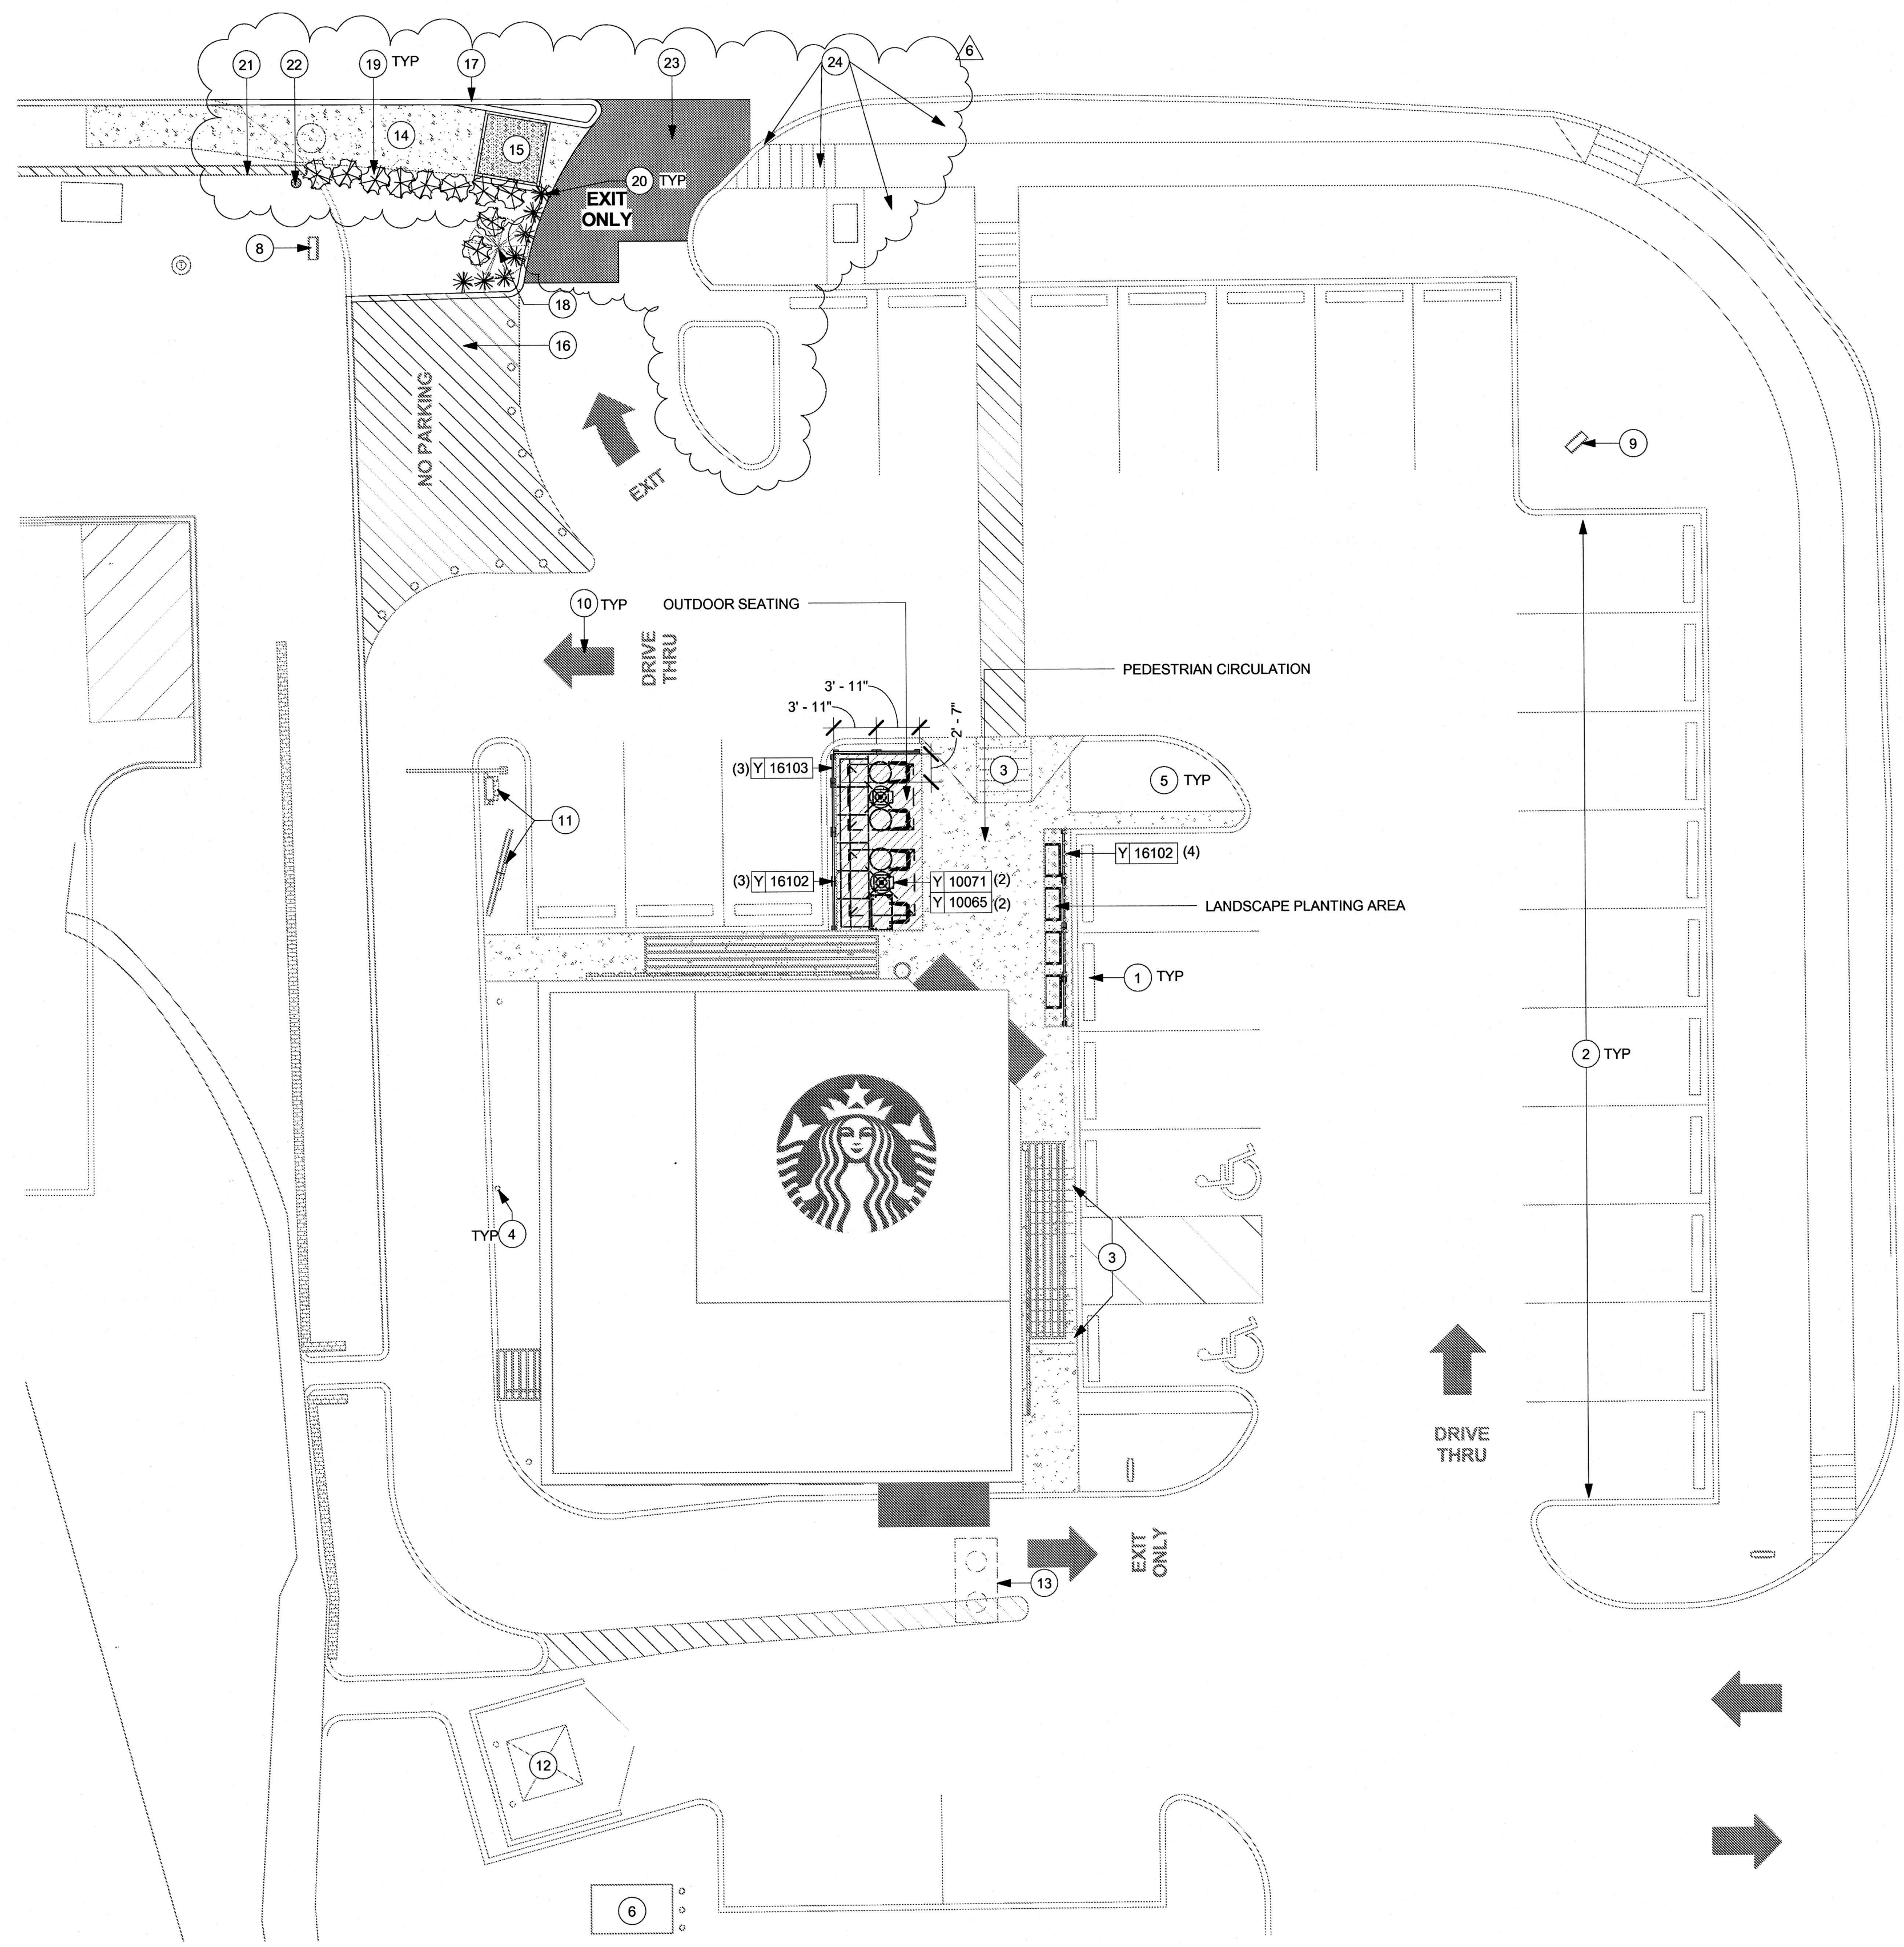 6
21
22
19 TYP
17
23
24
14
15
20 TYP
EXIT
ONLY
8
18
16
NO PARKING
EXIT
9
10 TYP
OUTDOOR SEATING
DRIVE
THRU
PEDESTRIAN CIRCULATION
3' - 11"
3' - 11"
2' - 7"
(3) Y 16103
3
5 TYP
11
Y 16102 (4)
(3) Y 16102
Y 10071 (2)
Y 10065 (2)
LANDSCAPE PLANTING AREA
1 TYP
2 TYP
TYP 4
3
DRIVE
THRU
EXIT
ONLY
13
12
6